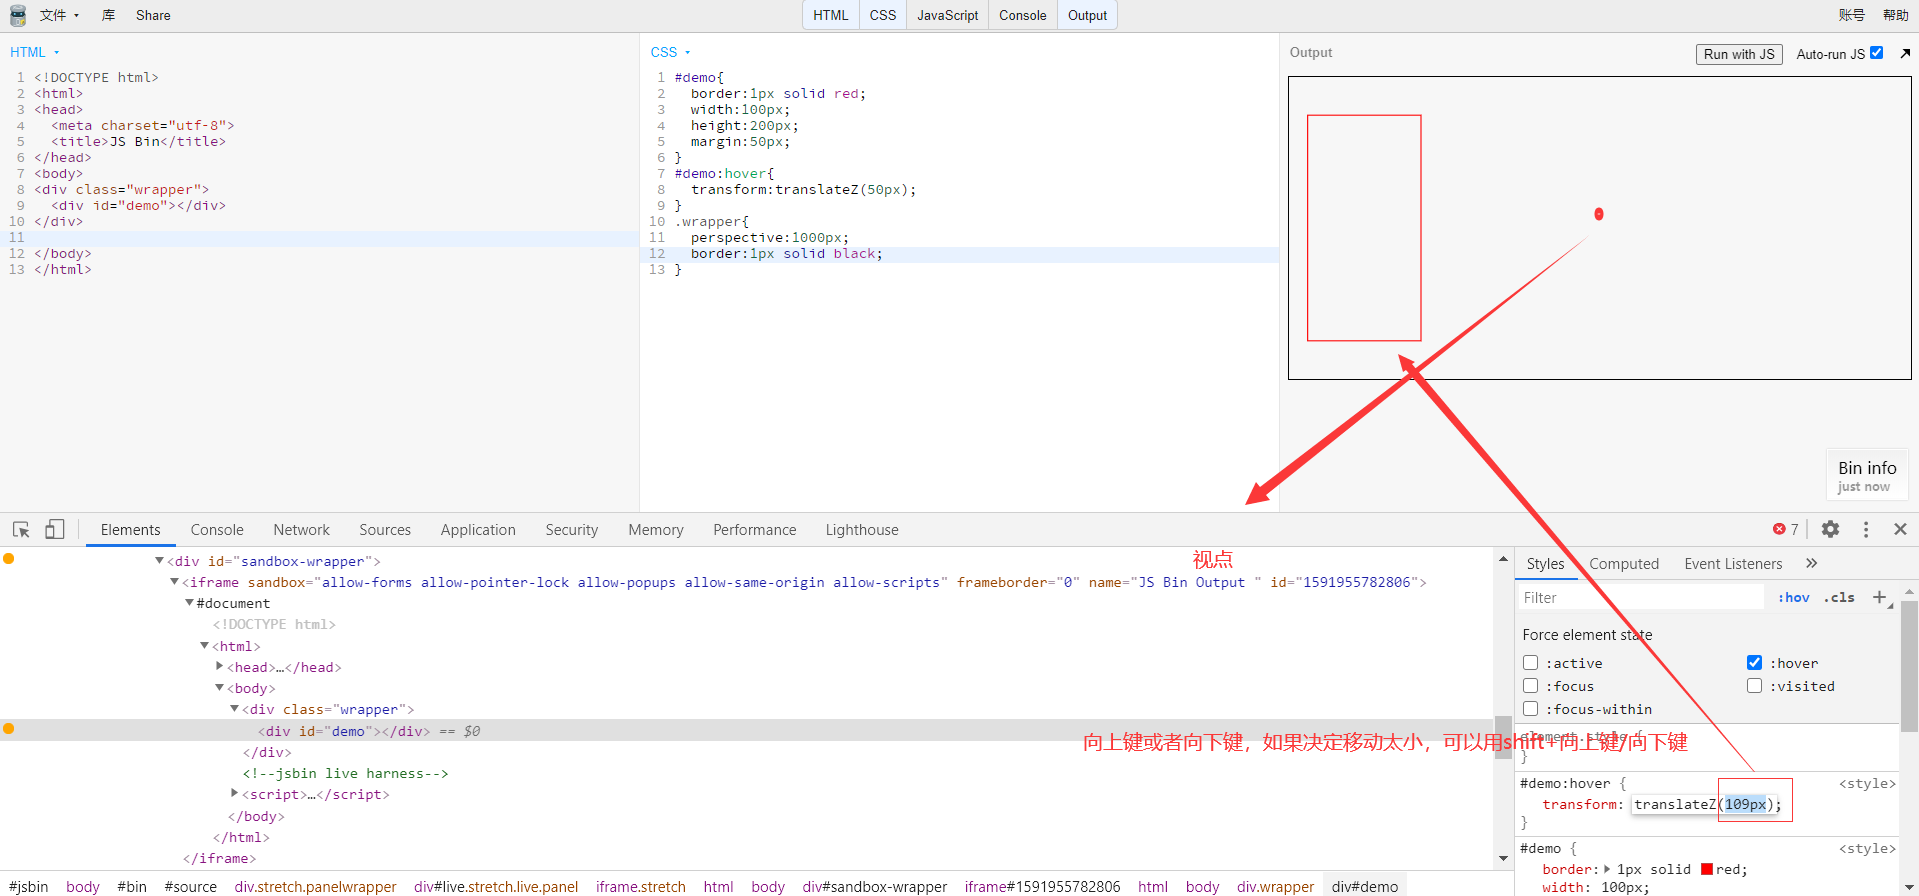 文件 库 Share HTML CSS JavaScript Console Output 账号 帮助
HTML
1 <!DOCTYPE html>
2 <html>
3 <head>
4   <meta charset="utf-8">
5   <title>JS Bin</title>
6 </head>
7 <body>
8 <div class="wrapper">
9   <div id="demo"></div>
10 </div>
11
12 </body>
13 </html>
CSS
1 #demo{
2   border:1px solid red;
3   width:100px;
4   height:200px;
5   margin:50px;
6 }
7 #demo:hover{
8   transform:translateZ(50px);
9 }
10 .wrapper{
11   perspective:1000px;
12   border:1px solid black;
13 }
Output Run with JS Auto-run JS
Bin info
just now
Elements Console Network Sources Application Security Memory Performance Lighthouse 7
视点
<div id="sandbox-wrapper">
<iframe sandbox="allow-forms allow-pointer-lock allow-popups allow-same-origin allow-scripts" frameborder="0" name="JS Bin Output " id="1591955782806">
#document
<!DOCTYPE html>
<html>
<head>…</head>
<body>
<div class="wrapper">
<div id="demo"></div> == $0
</div>
<!--jsbin live harness-->
<script>…</script>
</body>
</html>
</iframe>
向上键或者向下键，如果决定移动太小，可以用shift+向上键/向下键
Styles Computed Event Listeners
Filter :hov .cls
Force element state
:active :hover
:focus :visited
:focus-within
element.style {
}
#demo:hover { <style>
transform: translateZ(109px);
}
#demo { <style>
border: 1px solid red;
width: 100px;
#jsbin body #bin #source div.stretch.panelwrapper div#live.stretch.live.panel iframe.stretch html body div#sandbox-wrapper iframe#1591955782806 html body div.wrapper div#demo